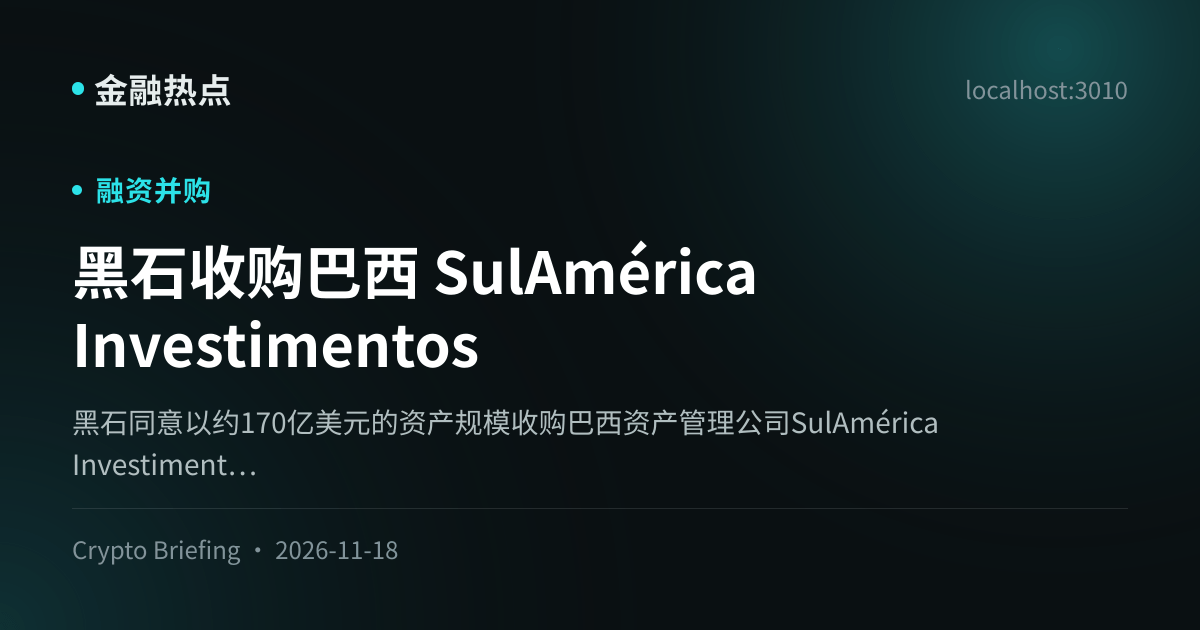 金融热点
localhost:3010
融资并购
黑石收购巴西 SulAmérica
Investimentos
黑石同意以约170亿美元的资产规模收购巴西资产管理公司SulAmérica
Investiment…
Crypto Briefing · 2026-11-18